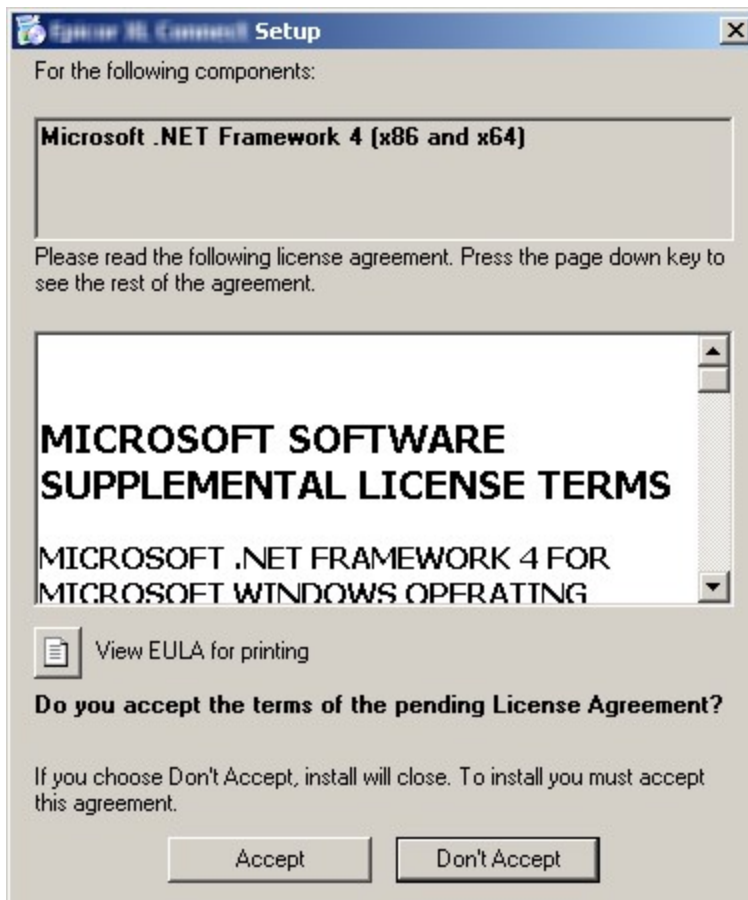 Setup
For the following components:
Microsoft .NET Framework 4 (x86 and x64)
Please read the following license agreement. Press the page down key to
see the rest of the agreement.
MICROSOFT SOFTWARE
SUPPLEMENTAL LICENSE TERMS
MICROSOFT .NET FRAMEWORK 4 FOR
MICROSOFT WINDOWS OPERATING
View EULA for printing
Do you accept the terms of the pending License Agreement?
If you choose Don't Accept, install will close. To install you must accept
this agreement.
Accept Don't Accept